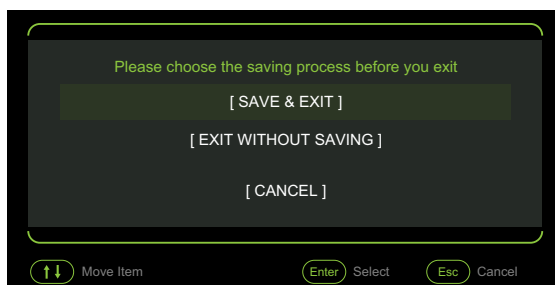 Please choose the saving process before you exit
[ SAVE & EXIT ]
[ EXIT WITHOUT SAVING ]
[ CANCEL ]
↑↓ Move Item Enter Select Esc Cancel